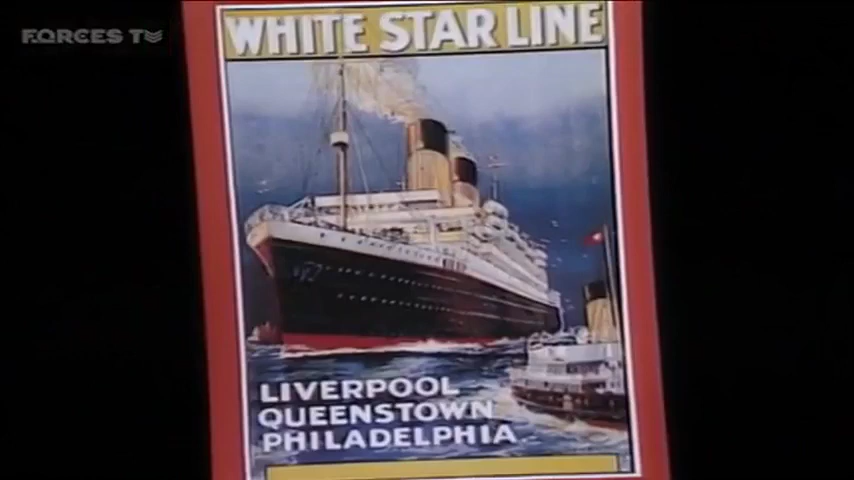 FORCES TV
WHITE STAR LINE
LIVERPOOL
QUEENSTOWN
PHILADELPHIA